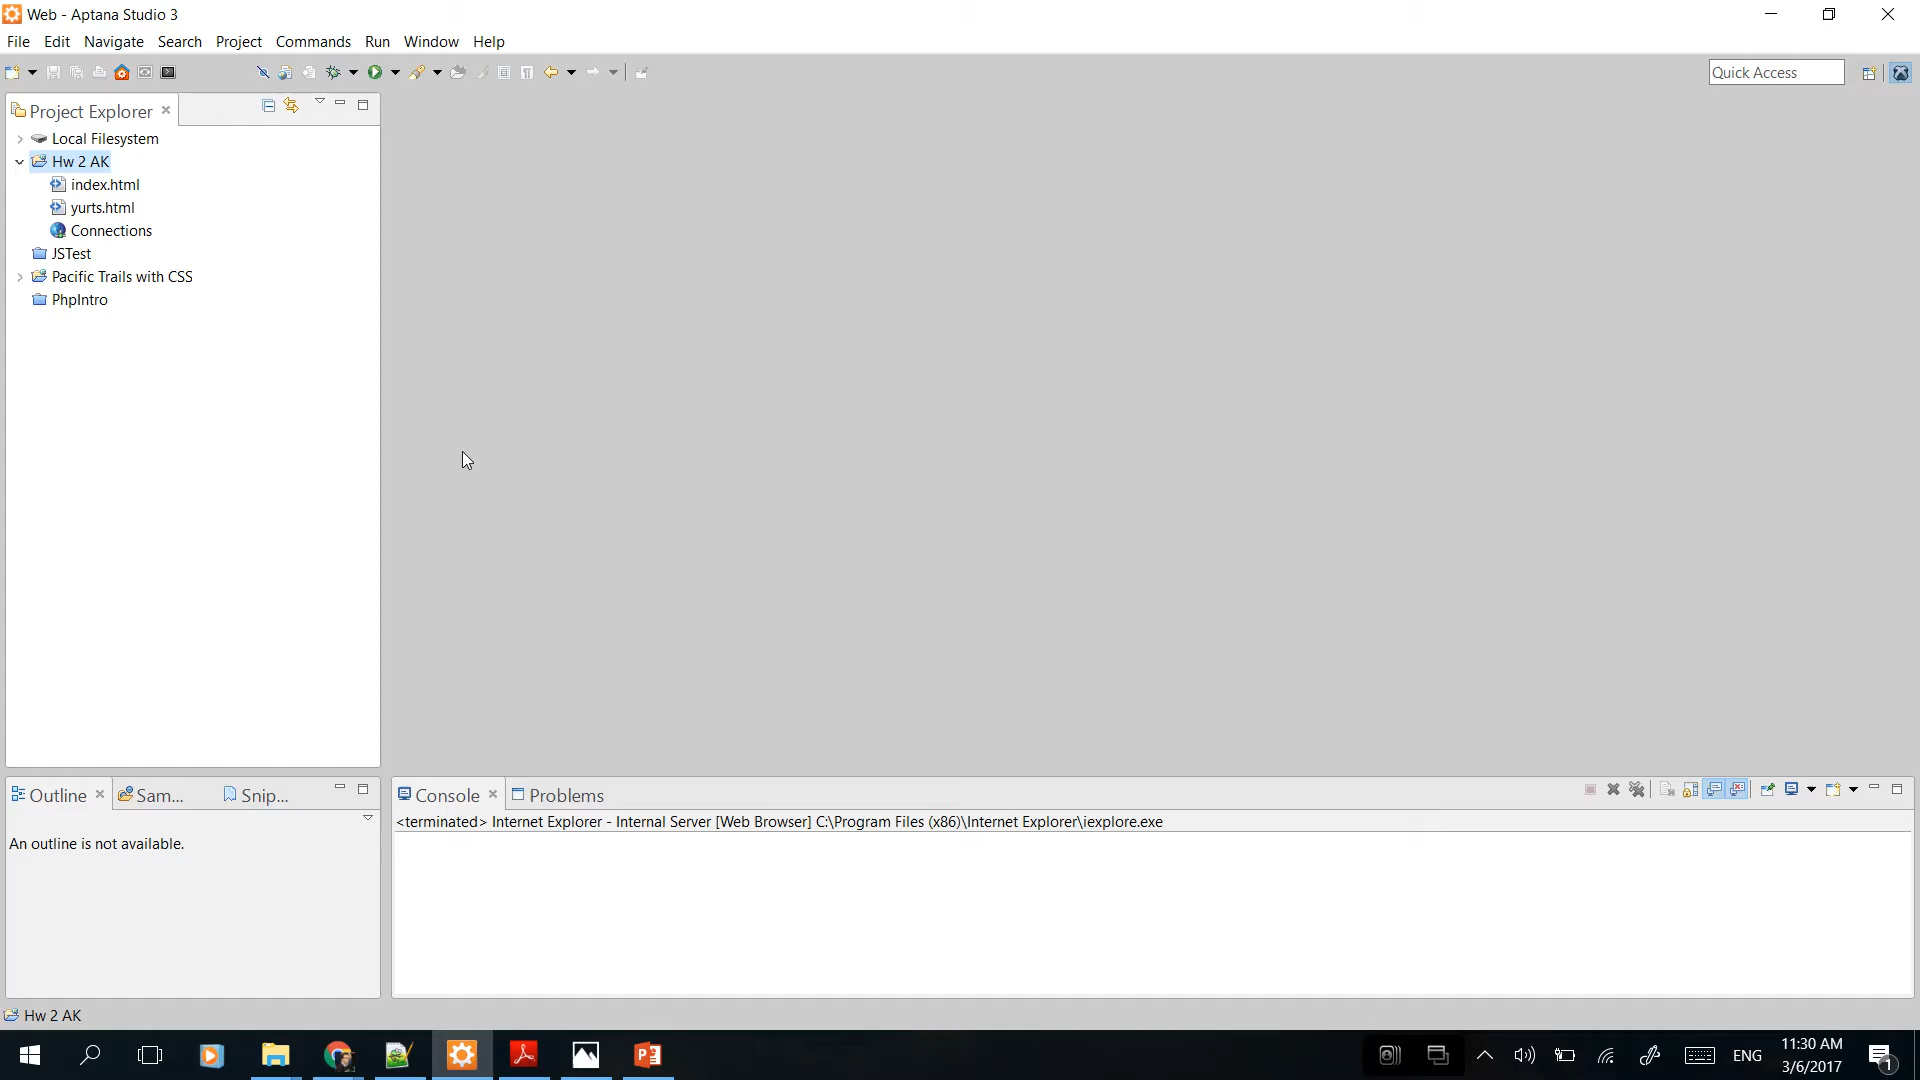 Web - Aptana Studio 3
File Edit Navigate Search Project Commands Run Window Help
Quick Access
Project Explorer
Local Filesystem
Hw 2 AK
index.html
yurts.html
Connections
JSTest
Pacific Trails with CSS
PhpIntro
Outline Sam... Snip...
An outline is not available.
Console Problems
<terminated> Internet Explorer - Internal Server [Web Browser] C:\Program Files (x86)\Internet Explorer\iexplore.exe
Hw 2 AK
ENG
11:30 AM
3/6/2017
1